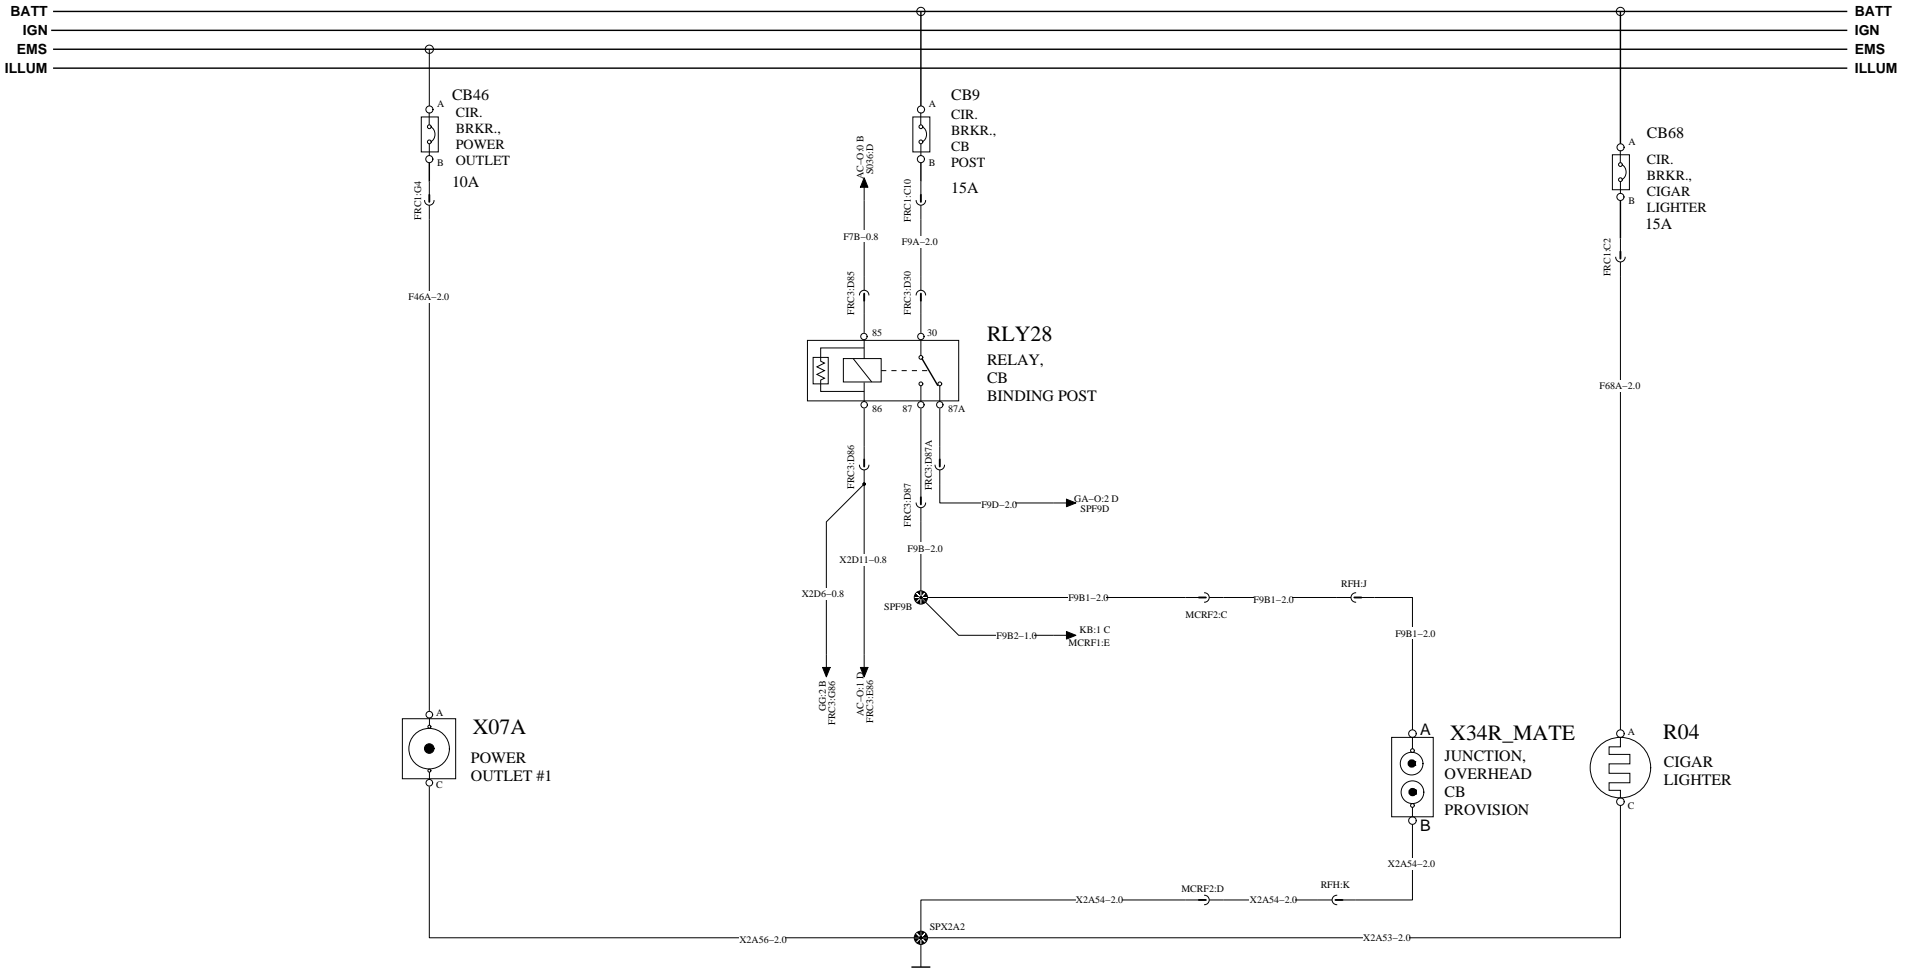 BATT
BATT
IGN
IGN
EMS
EMS
ILLUM
ILLUM
CB46
A
CIR.
BRKR.,
POWER
OUTLET
B
10A
FRC1:G4
F46A–2.0
A
X07A
POWER
OUTLET #1
C
CB9
A
CIR.
BRKR.,
CB
POST
B
15A
AC–O:0 B
S036:D
FRC1:C10
F7B–0.8
F9A–2.0
FRC3:D85
FRC3:D30
85
30
RLY28
RELAY,
CB
BINDING POST
86
87
87A
FRC3:D86
FRC3:D87A
FRC3:D87
F9D–2.0
GA–O:2 D
SPF9D
F9B–2.0
X2D11–0.8
X2D6–0.8
GG:2 B
FRC3:G86
AC–O:1 D
FRC3:E86
SPF9B
F9B1–2.0
MCRF2:C
F9B1–2.0
RFH:J
F9B1–2.0
F9B2–1.0
KB:1 C
MCRF1:E
A
X34R_MATE
JUNCTION,
OVERHEAD
CB
PROVISION
B
X2A54–2.0
RFH:K
X2A54–2.0
MCRF2:D
X2A54–2.0
CB68
A
CIR.
BRKR.,
CIGAR
LIGHTER
B
15A
FRC1:C2
F68A–2.0
A
R04
CIGAR
LIGHTER
C
SPX2A2
X2A56–2.0
X2A53–2.0